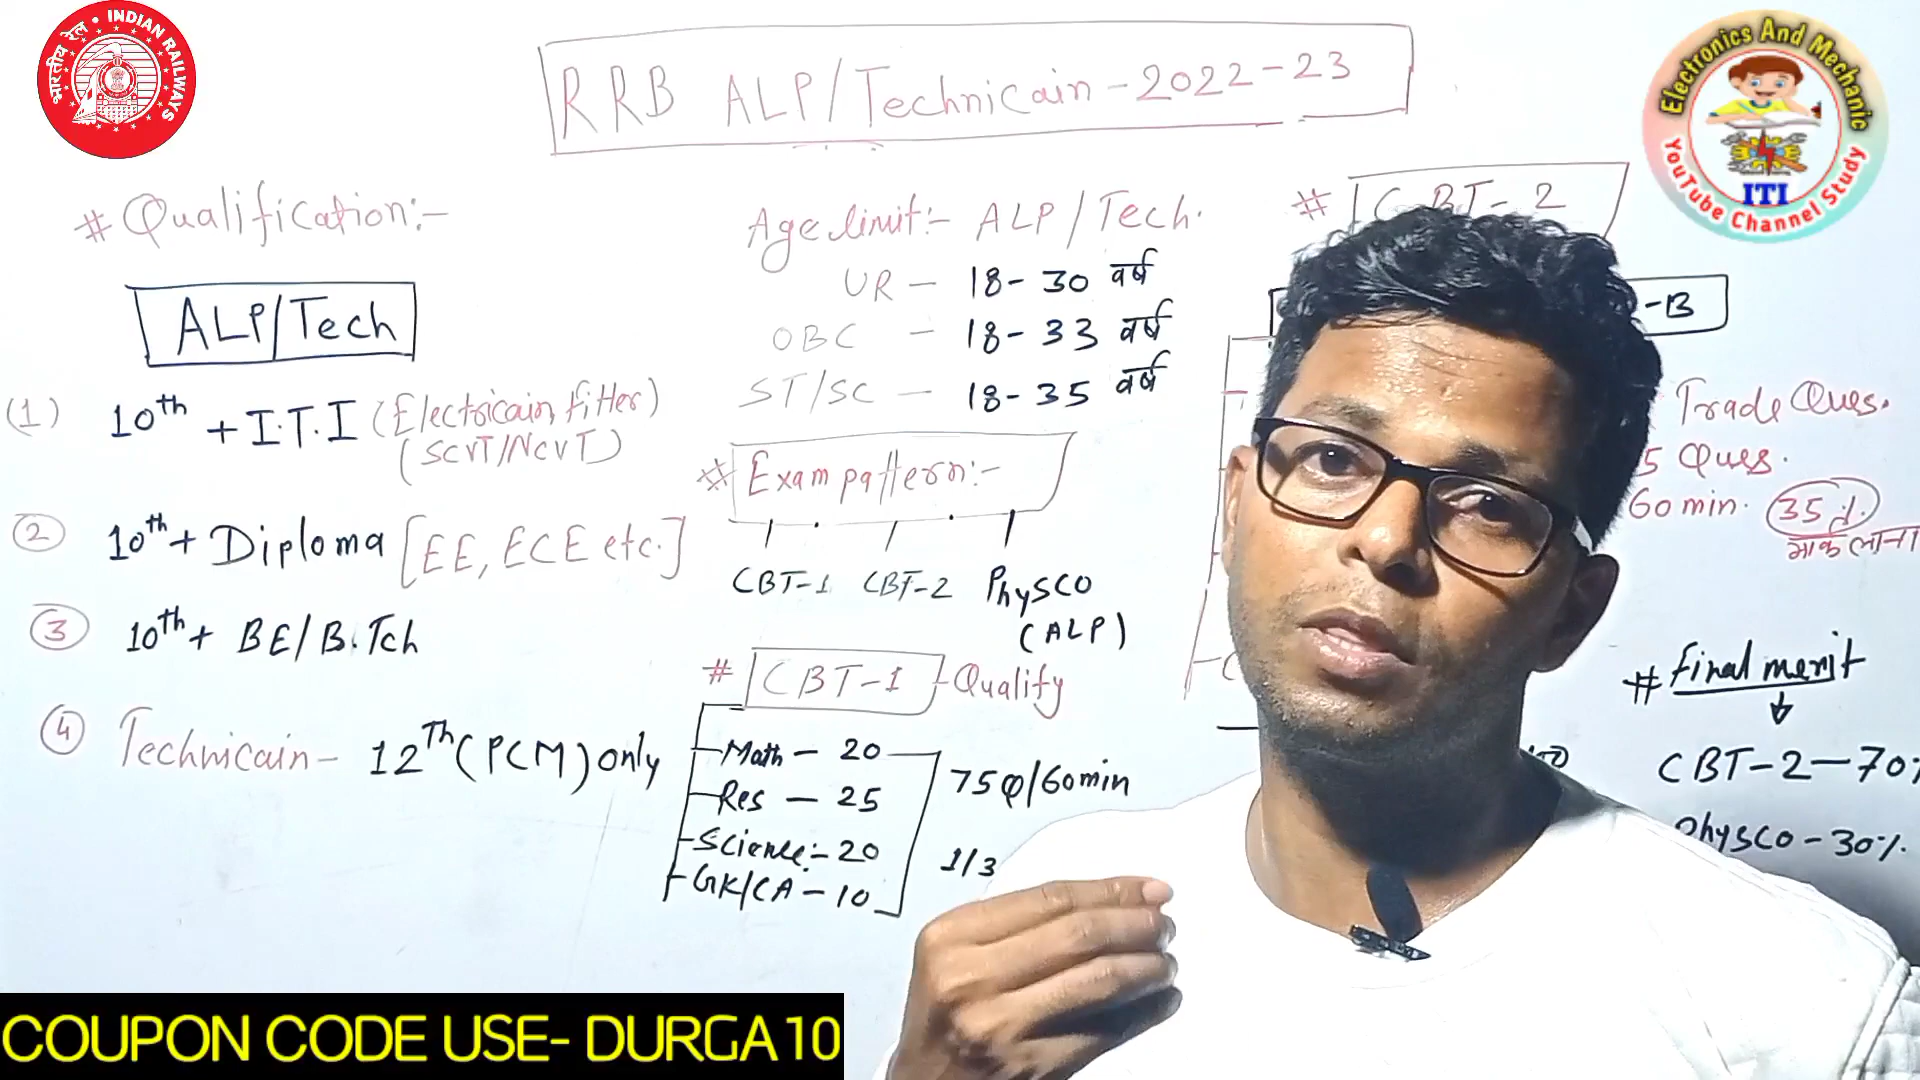 भारतीय रेल • INDIAN RAILWAYS
RRB ALP/Technicain-2022-23
Electronics And Mechanic
ITI
YouTube Channel Study
# Qualification:-
ALP/Tech
(1) 10th + I.T.I (Electricain, fitter)
(SCVT/NCVT)
(2) 10th + Diploma [EE, ECE etc.]
(3) 10th + BE/B.Tch
(4) Technicain - 12Th (PCM) only
Age limit:- ALP/Tech.
UR - 18-30 वर्ष
OBC - 18-33 वर्ष
ST/SC - 18-35 वर्ष
# Exam pattern:-
CBT-1 CBT-2 Physco
(ALP)
# CBT-1 - Qualify
Math - 20
Res - 25
Science:- 20
GK/CA - 10
75Q/60min
1/3
# CBT-2
-B
Trade Ques.
5 Ques.
60 min. 35%
मार्क लाना
# final merit
CBT-2-70%
Physco-30%.
COUPON CODE USE- DURGA10